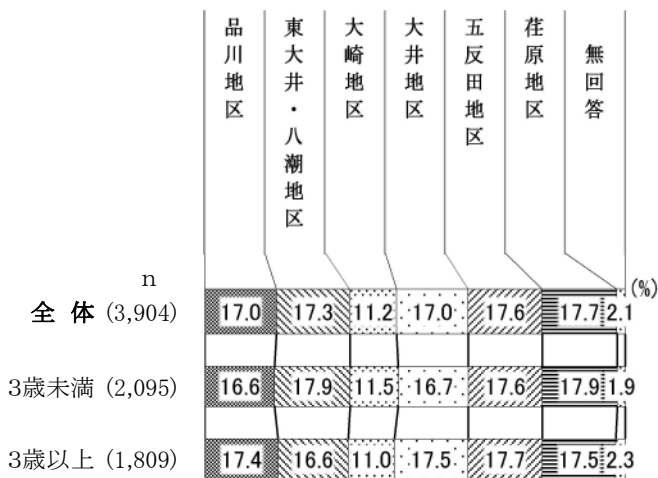 品川地区
東大井・八潮地区
大崎地区
大井地区
五反田地区
荏原地区
無回答
n
(%)
全 体 (3,904) 17.0 17.3 11.2 17.0 17.6 17.7 2.1
3歳未満 (2,095) 16.6 17.9 11.5 16.7 17.6 17.9 1.9
3歳以上 (1,809) 17.4 16.6 11.0 17.5 17.7 17.5 2.3